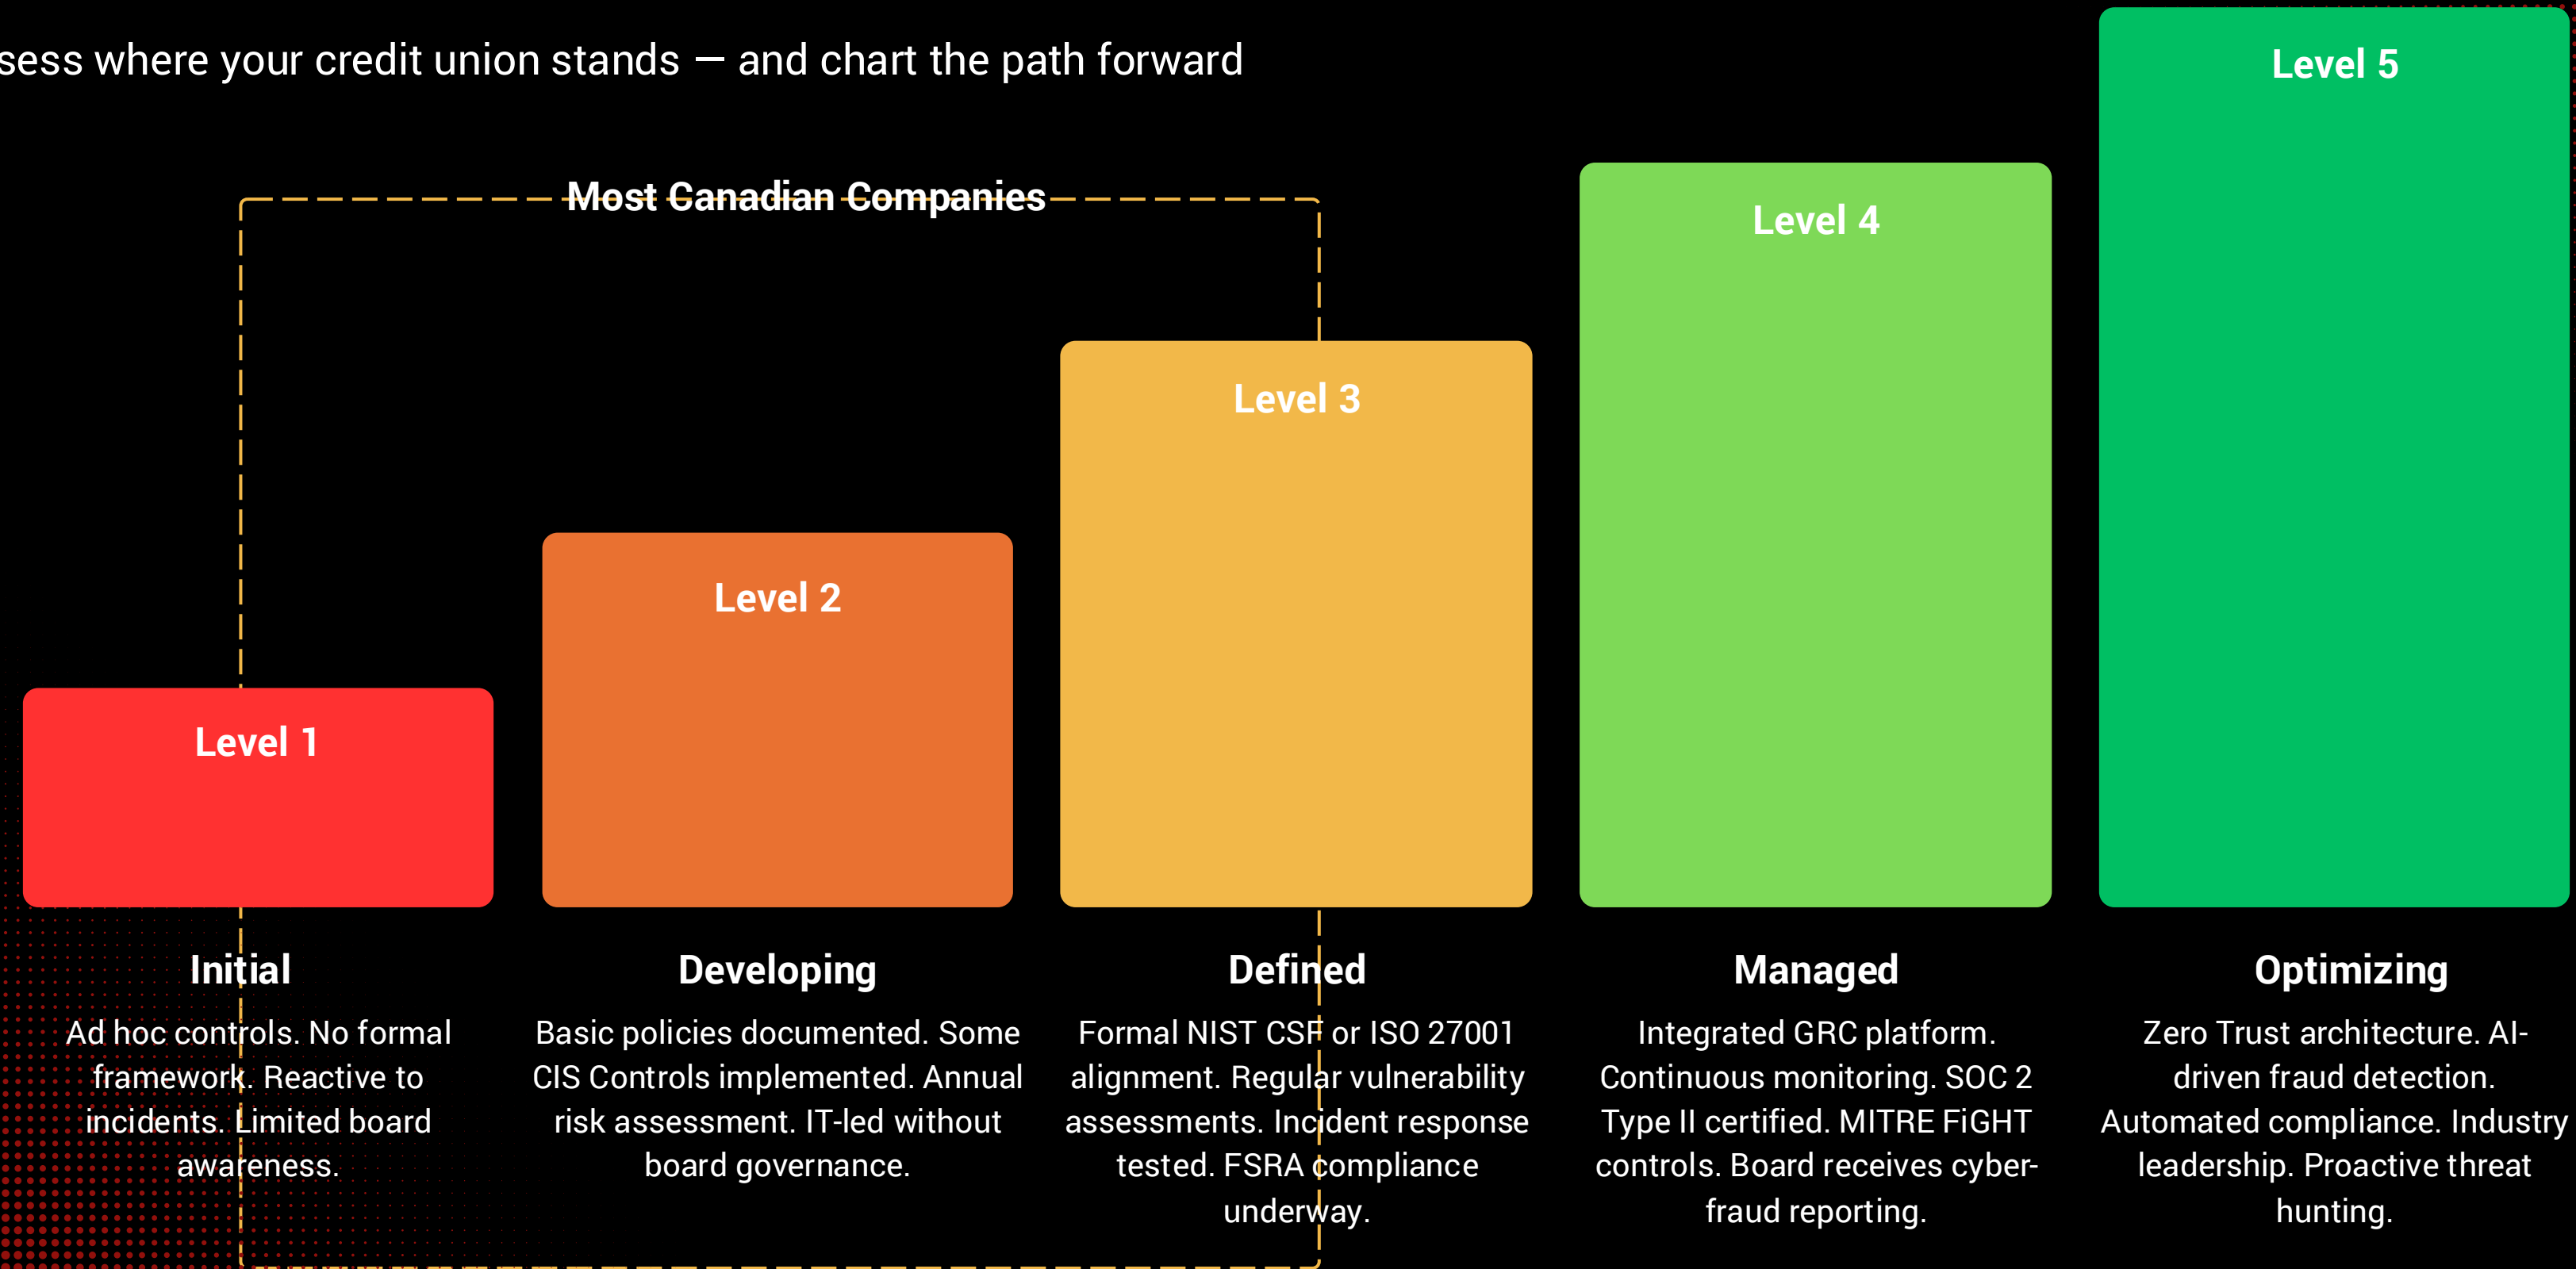 sess where your credit union stands — and chart the path forward
Most Canadian Companies
Level 1
Level 2
Level 3
Level 4
Level 5
Initial
Ad hoc controls. No formal
framework. Reactive to
incidents. Limited board
awareness.
Developing
Basic policies documented. Some
CIS Controls implemented. Annual
risk assessment. IT-led without
board governance.
Defined
Formal NIST CSF or ISO 27001
alignment. Regular vulnerability
assessments. Incident response
tested. FSRA compliance
underway.
Managed
Integrated GRC platform.
Continuous monitoring. SOC 2
Type II certified. MITRE FiGHT
controls. Board receives cyber-
fraud reporting.
Optimizing
Zero Trust architecture. AI-
driven fraud detection.
Automated compliance. Industry
leadership. Proactive threat
hunting.